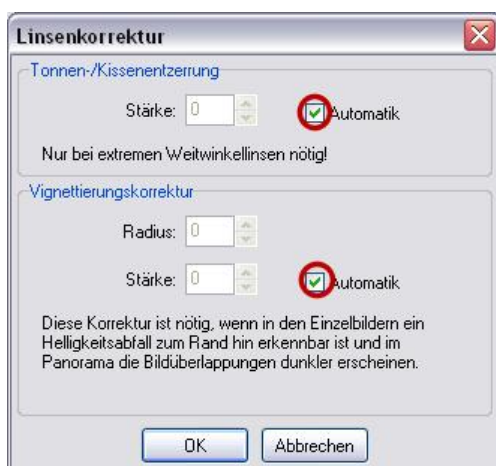 Linsenkorrektur
Tonnen-/Kissenentzerrung
Stärke: 0 Automatik
Nur bei extremen Weitwinkellinsen nötig!
Vignettierungskorrektur
Radius: 0
Stärke: 0 Automatik
Diese Korrektur ist nötig, wenn in den Einzelbildern ein
Helligkeitsabfall zum Rand hin erkennbar ist und im
Panorama die Bildüberlappungen dunkler erscheinen.
OK Abbrechen